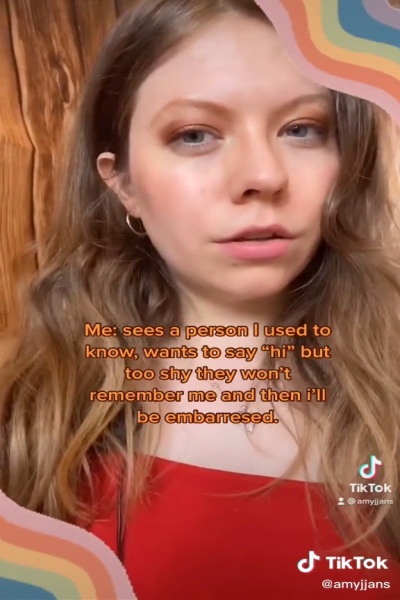 Me: sees a person I used to
know, wants to say “hi” but
too shy they won't
remember me and then i'll
be embarresed.
TikTok
@amyjjans
TikTok
@amyjjans